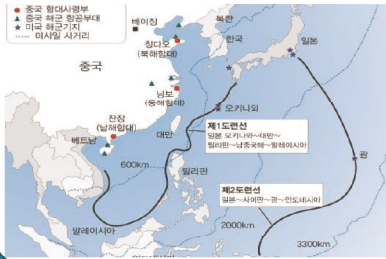 중국 함대사령부
중국 해군 항공부대
미국 해군기지
미사일 사거리
베이징
북한
한국
일본
칭다오
(북해함대)
중국
닝보
(동해함대)
오키나와
잔장
(남해함대)
대만
베트남
제1도련선
일본 오키나와~대만~
필리핀~남중국해~말레이시아
600km
필리핀
괌
제2도련선
일본~사이판~괌~인도네시아
말레이시아
2000km
3300km